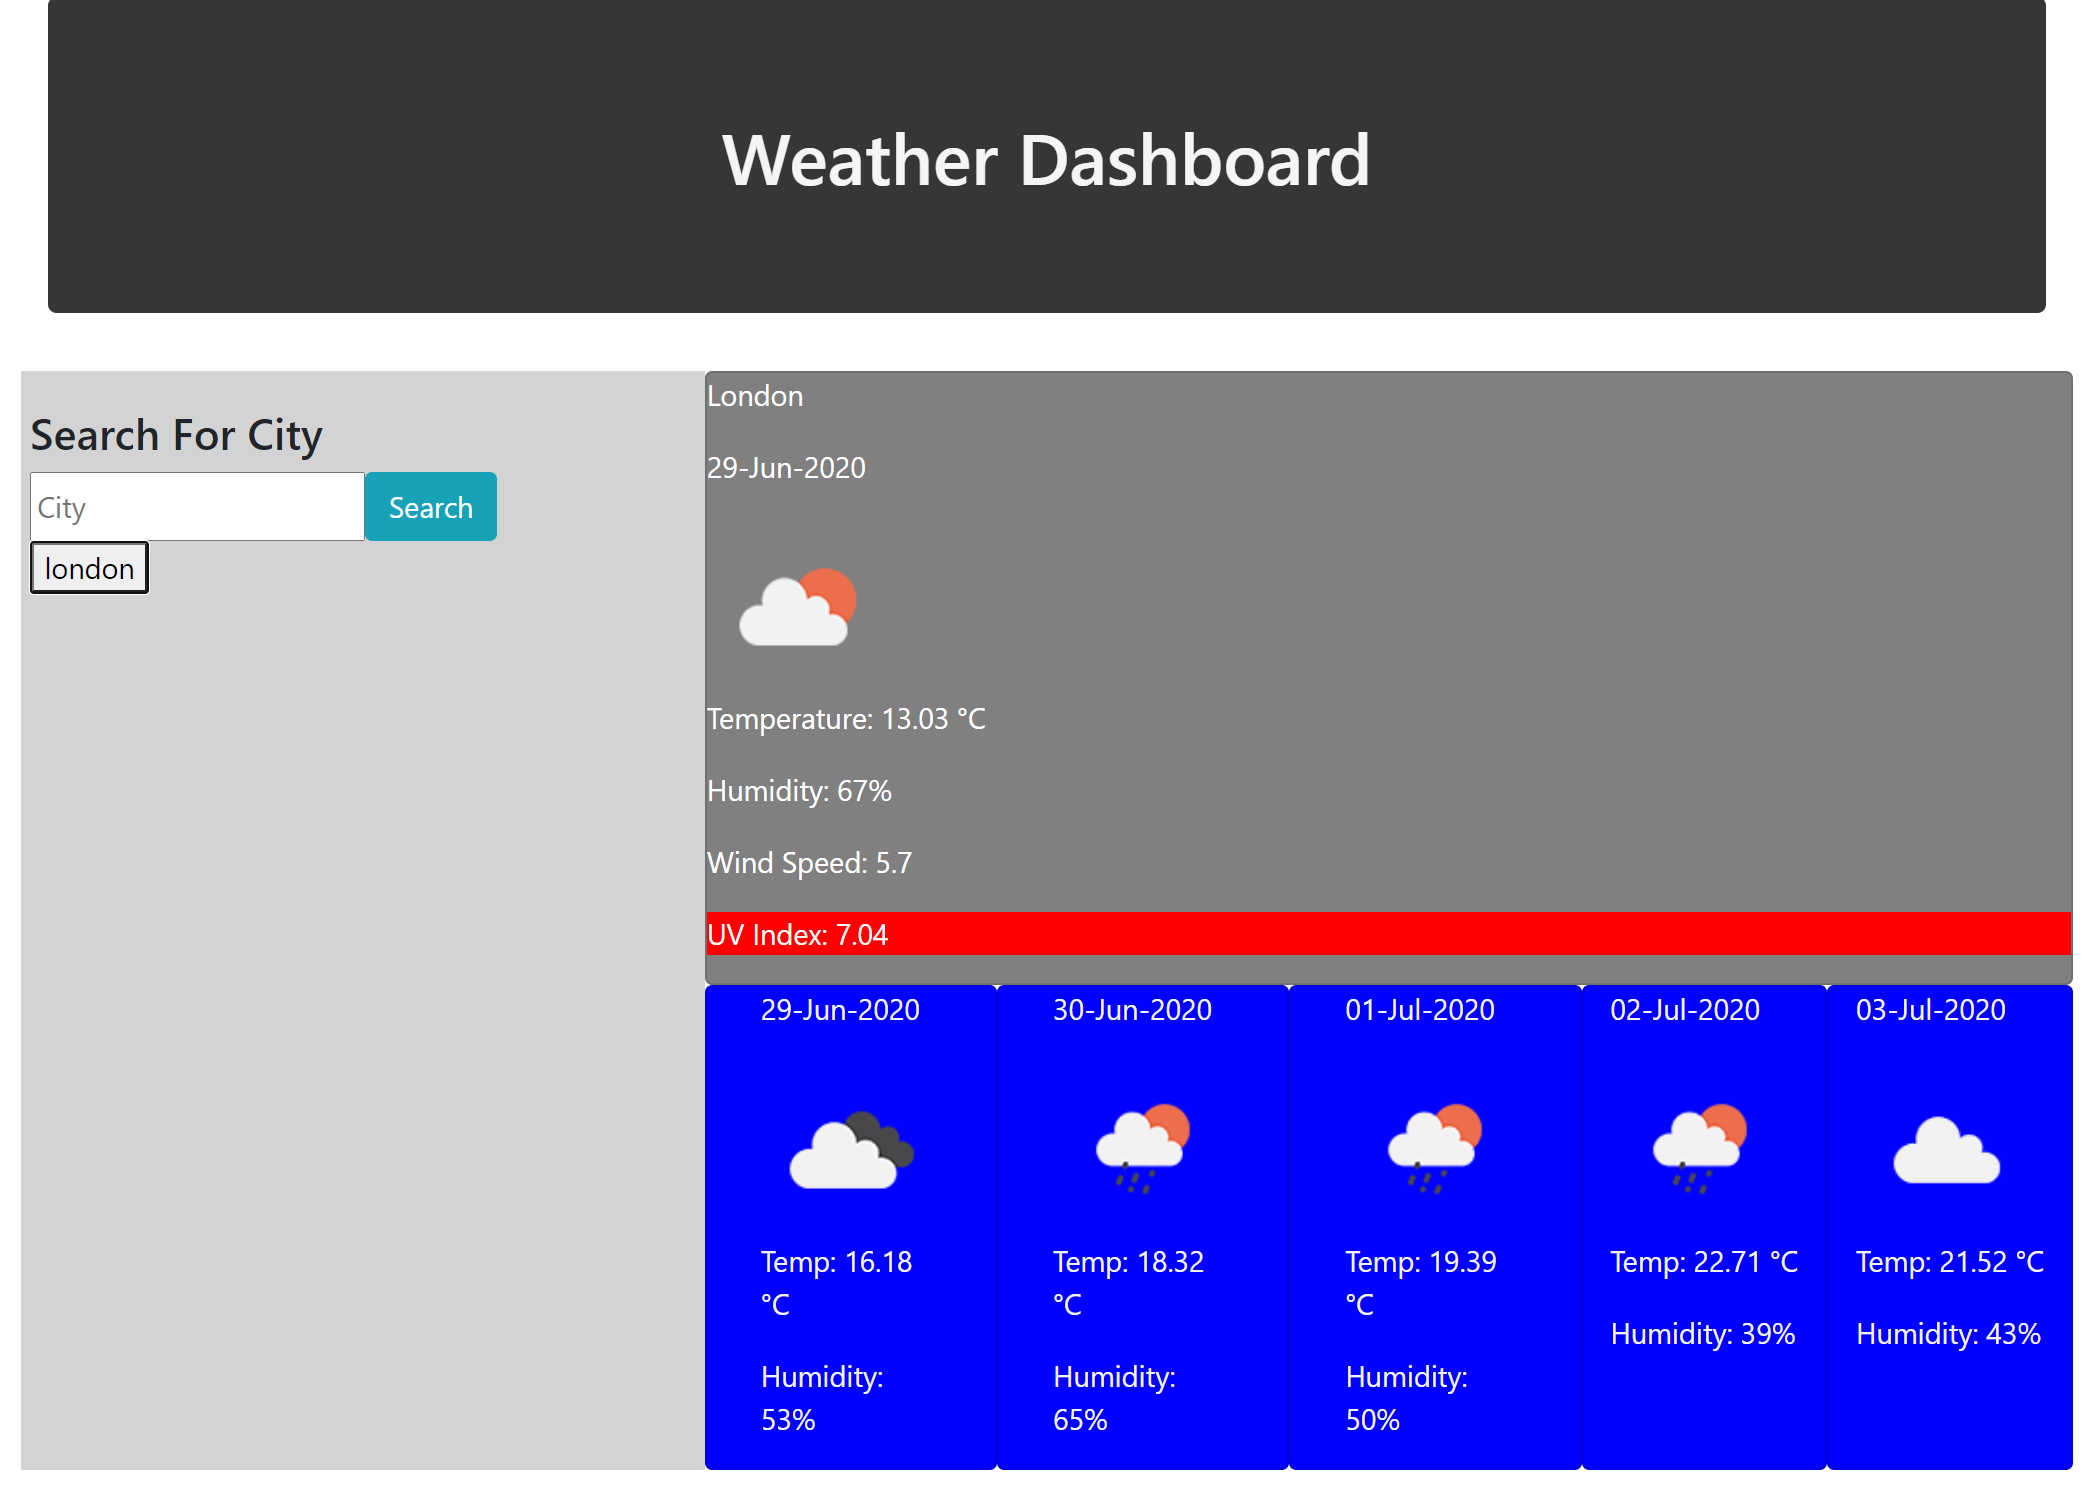 Weather Dashboard
Search For City
City
Search
london
London
29-Jun-2020
Temperature: 13.03 °C
Humidity: 67%
Wind Speed: 5.7
UV Index: 7.04
29-Jun-2020
Temp: 16.18
°C
Humidity:
53%
30-Jun-2020
Temp: 18.32
°C
Humidity:
65%
01-Jul-2020
Temp: 19.39
°C
Humidity:
50%
02-Jul-2020
Temp: 22.71 °C
Humidity: 39%
03-Jul-2020
Temp: 21.52 °C
Humidity: 43%